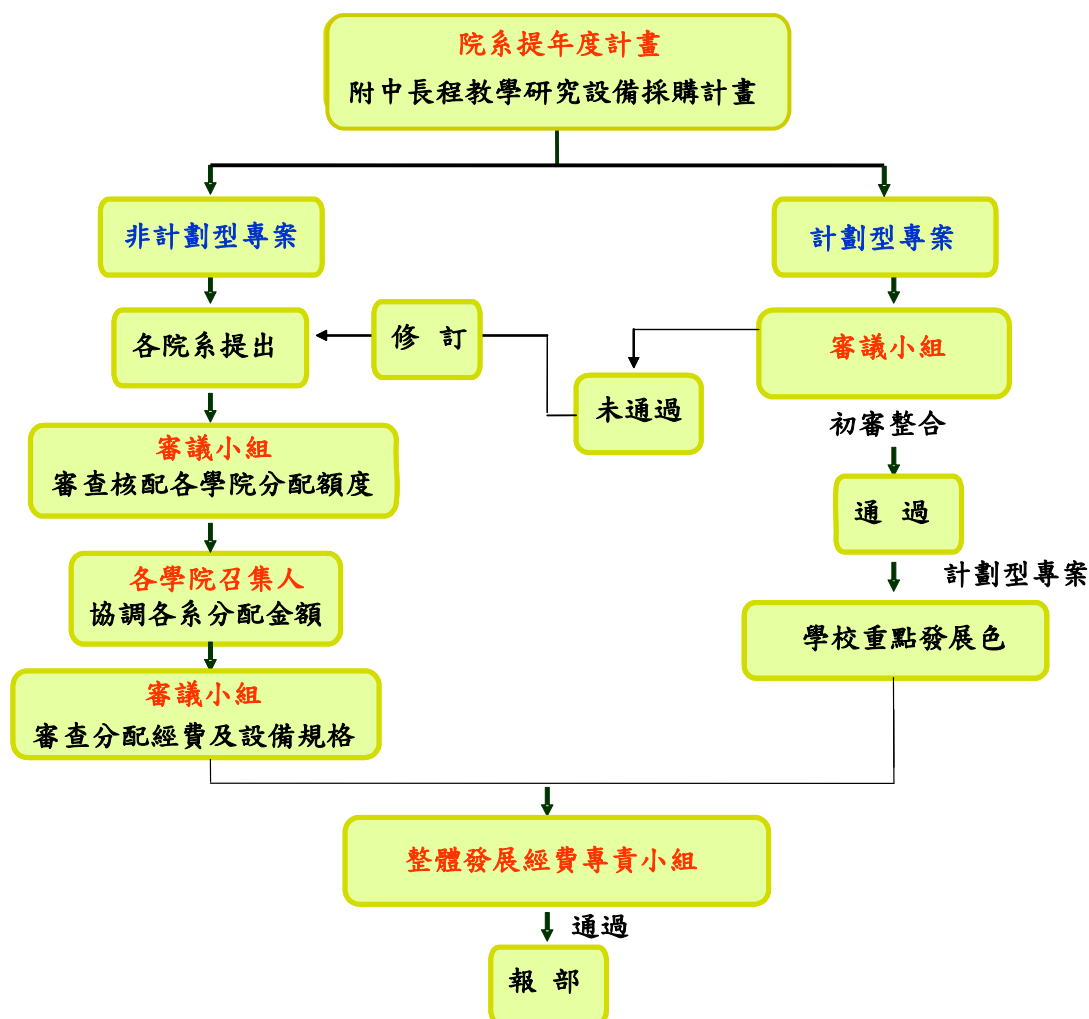 院系提年度計畫
附中長程教學研究設備採購計畫
非計劃型專案
計劃型專案
各院系提出
修 訂
未通過
審議小組
初審整合
審議小組
審查核配各學院分配額度
通 過
計劃型專案
各學院召集人
協調各系分配金額
學校重點發展色
審議小組
審查分配經費及設備規格
整體發展經費專責小組
通過
報 部